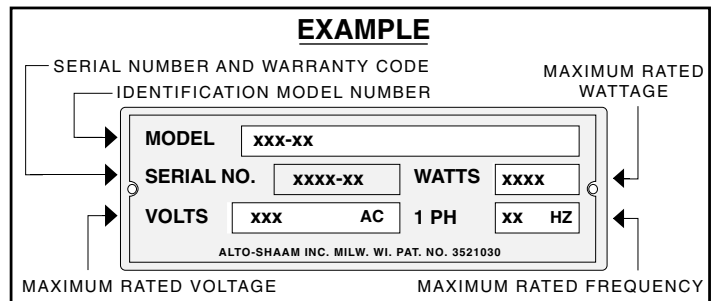 EXAMPLE
SERIAL NUMBER AND WARRANTY CODE
MAXIMUM RATED
WATTAGE
IDENTIFICATION MODEL NUMBER
MODEL xxx-xx
SERIAL NO. xxxx-xx WATTS xxxx
VOLTS xxx AC 1 PH xx HZ
ALTO-SHAAM INC. MILW. WI. PAT. NO. 3521030
MAXIMUM RATED VOLTAGE MAXIMUM RATED FREQUENCY